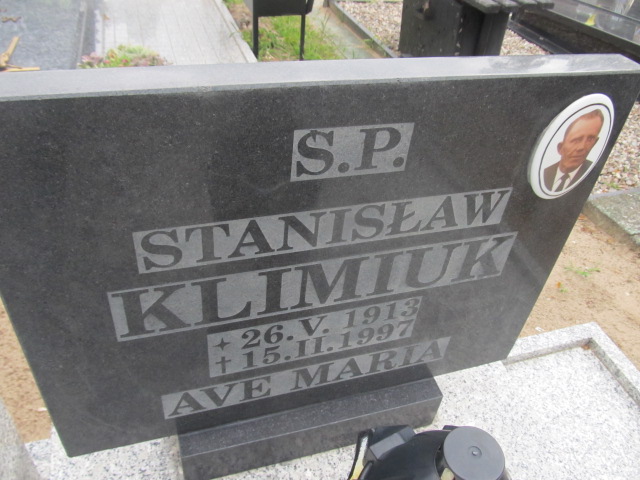 Ś.P.
STANISŁAW
KLIMIUK
+ 26.V. 1913
† 15.II.1997
AVE MARIA